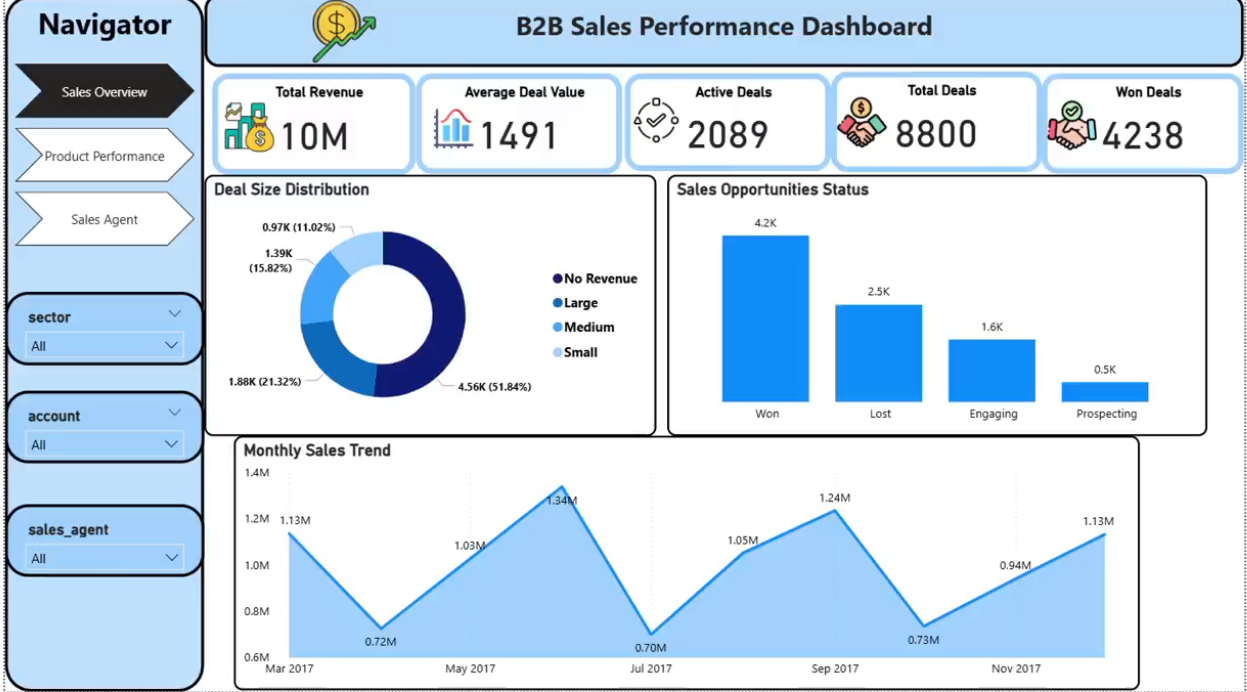 Navigator
Sales Overview
Product Performance
Sales Agent
sector
All
account
All
sales_agent
All
B2B Sales Performance Dashboard
Total Revenue
10M
Average Deal Value
1491
Active Deals
2089
Total Deals
8800
Won Deals
4238
Deal Size Distribution
0.97K (11.02%)
1.39K
(15.82%)
1.88K (21.32%)
4.56K (51.84%)
No Revenue
Large
Medium
Small
Sales Opportunities Status
4.2K
2.5K
1.6K
0.5K
Won
Lost
Engaging
Prospecting
Monthly Sales Trend
1.4M
1.2M
1.0M
0.8M
0.6M
1.13M
0.72M
1.03M
1.34M
0.70M
1.05M
1.24M
0.73M
0.94M
1.13M
Mar 2017
May 2017
Jul 2017
Sep 2017
Nov 2017